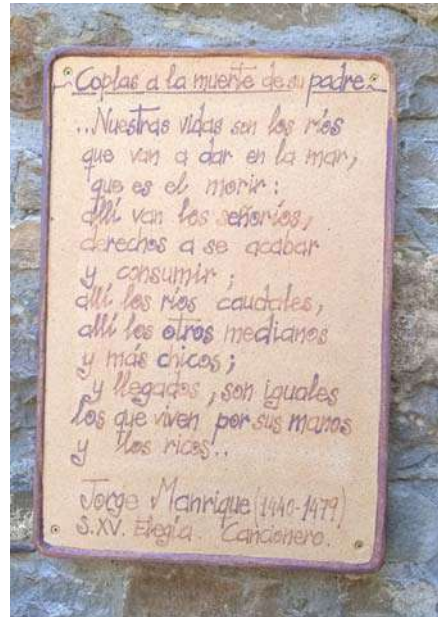 Coplas a la muerte de su padre.
..Nuestras vidas son los ríos
que van a dar en la mar,
que es el morir:
allí van los señoríos,
derechos a se acabar
y consumir;
allí los ríos caudales,
allí los otros medianos
y más chicos;
y llegados, son iguales
los que viven por sus manos
y los ricos..
Jorge Manrique (1440-1479)
S.XV. Elegía. Cancionero.